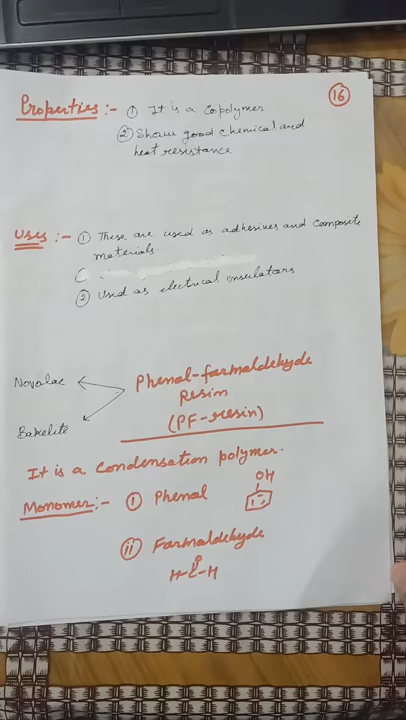 16
Properties :- ① It is a Copolymer
② Show good chemical and
heat resistance
Uses :- ① These are used as adhesives and composite
materials.
② Used as electrical insulators
Phenol-formaldehyde
Resin
(PF-resin)
Novolac
Bakelite
It is a condensation polymer.
Monomer:- ① Phenol
OH
ⅱ Formaldehyde
O
H-C-H